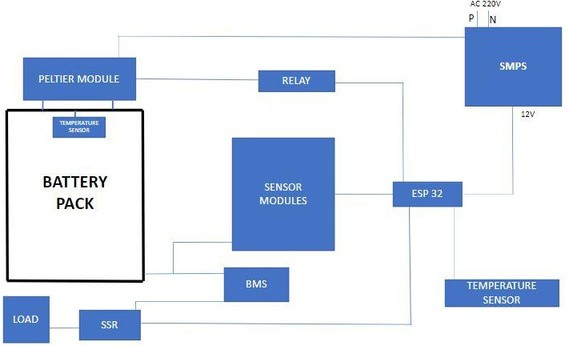 AC 220V
P N
SMPS
PELTIER MODULE
RELAY
12V
TEMPERATURE
SENSOR
BATTERY
PACK
SENSOR
MODULES
ESP 32
BMS
TEMPERATURE
SENSOR
LOAD
SSR